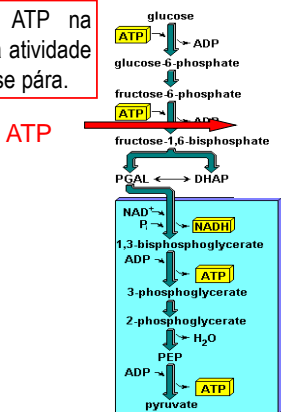 ATP na
a atividade
se pára.
ATP
glucose
ATP
ADP
glucose-6-phosphate
fructose-6-phosphate
ATP
ADP
fructose-1,6-bisphosphate
PGAL
DHAP
NAD+
Pi
NADH
1,3-bisphosphoglycerate
ADP
ATP
3-phosphoglycerate
2-phosphoglycerate
H2O
PEP
ADP
ATP
pyruvate